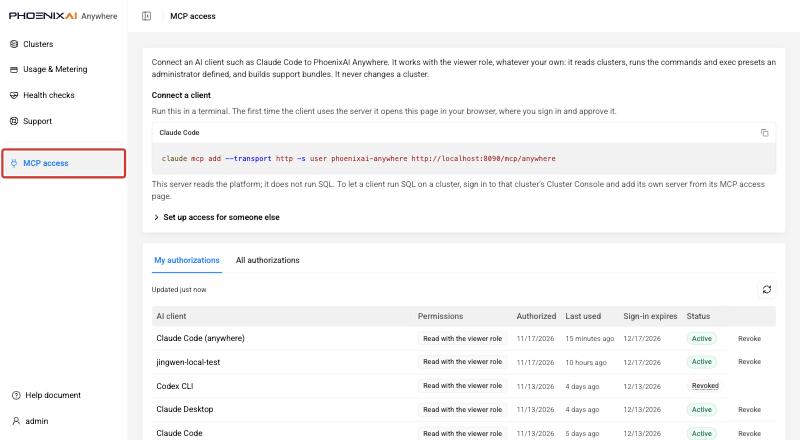 PHOENIXAI Anywhere
MCP access
Clusters
Usage & Metering
Health checks
Support
MCP access
Help document
admin
Connect an AI client such as Claude Code to PhoenixAI Anywhere. It works with the viewer role, whatever your own: it reads clusters, runs the commands and exec presets an
administrator defined, and builds support bundles. It never changes a cluster.
Connect a client
Run this in a terminal. The first time the client uses the server it opens this page in your browser, where you sign in and approve it.
Claude Code
claude mcp add --transport http -s user phoenixai-anywhere http://localhost:8090/mcp/anywhere
This server reads the platform; it does not run SQL. To let a client run SQL on a cluster, sign in to that cluster's Cluster Console and add its own server from its MCP access
page.
Set up access for someone else
My authorizations All authorizations
Updated just now
AI client Permissions Authorized Last used Sign-in expires Status
Claude Code (anywhere) Read with the viewer role 11/17/2026 15 minutes ago 12/17/2026 Active Revoke
jingwen-local-test Read with the viewer role 11/17/2026 10 hours ago 12/17/2026 Active Revoke
Codex CLI Read with the viewer role 11/13/2026 4 days ago 12/13/2026 Revoked
Claude Desktop Read with the viewer role 11/13/2026 4 days ago 12/13/2026 Active Revoke
Claude Code Read with the viewer role 11/13/2026 5 days ago 12/13/2026 Active Revoke